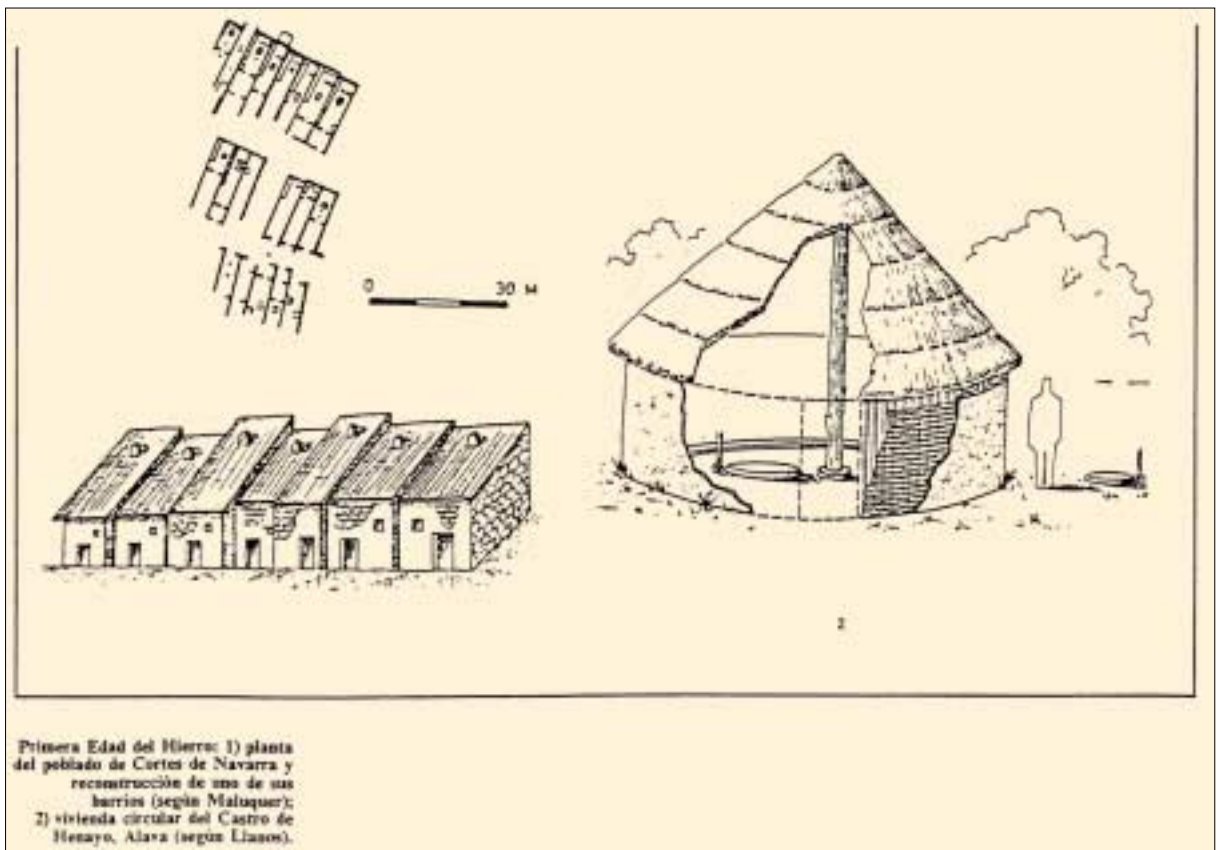 0 30 M
2
Primera Edad del Hierro: 1) planta
del poblado de Cortes de Navarra y
reconstrucción de uno de sus
barrios (según Maluquer);
2) vivienda circular del Castro de
Henayo, Alava (según Llanos).